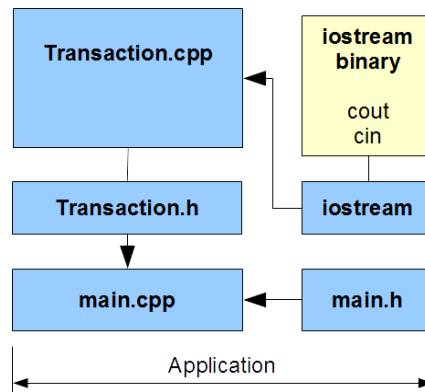 Transaction.cpp
iostream
binary
cout
cin
Transaction.h
iostream
main.cpp
main.h
Application